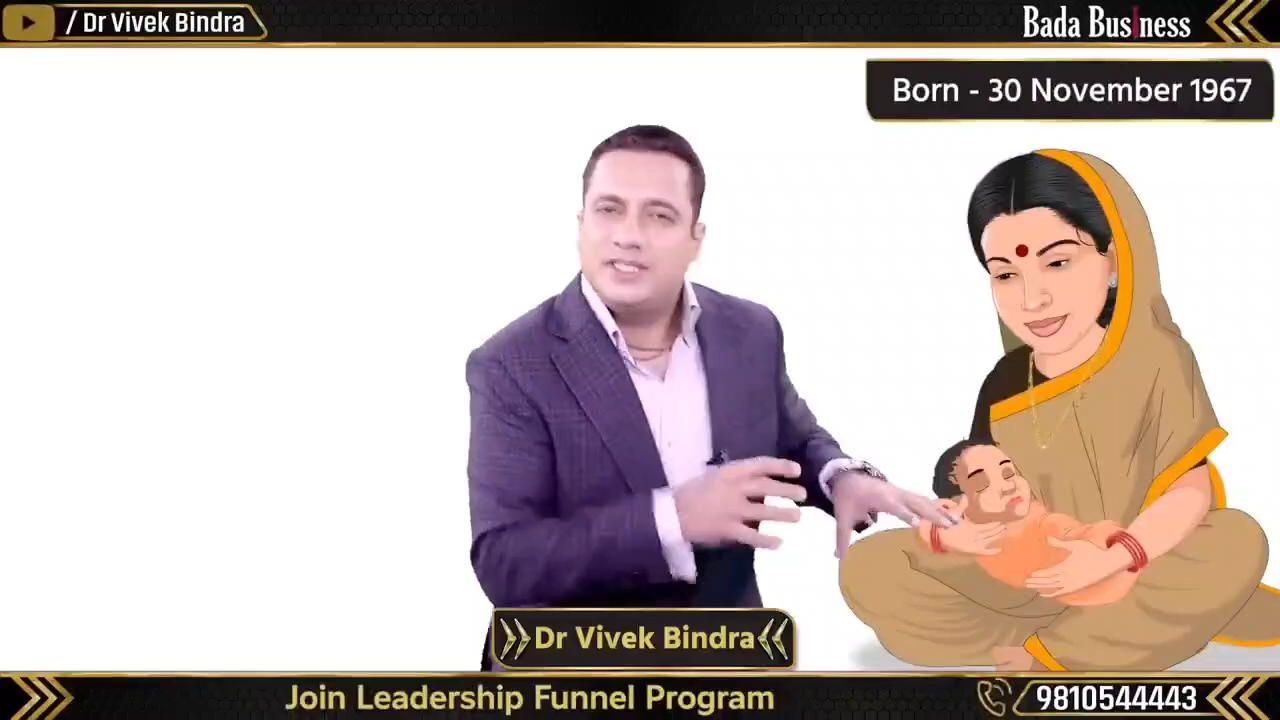 / Dr Vivek Bindra
Bada Business
Born - 30 November 1967
Dr Vivek Bindra
Join Leadership Funnel Program
9810544443